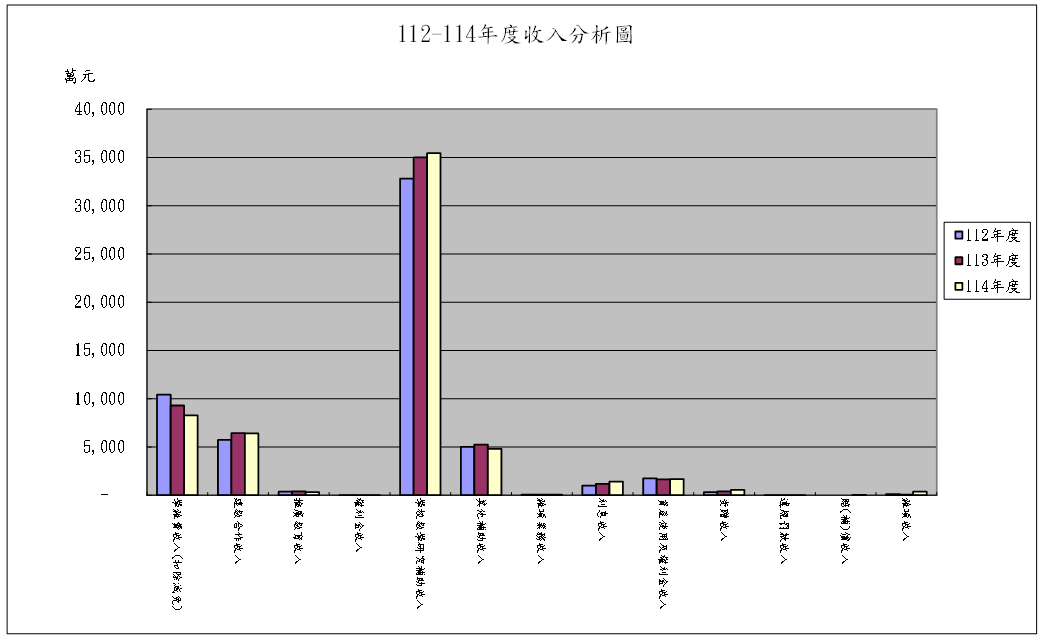 112-114年度收入分析圖
萬元
40,000
35,000
30,000
25,000
20,000
15,000
10,000
5,000
-
學雜費收入(扣除減免)
建教合作收入
推廣教育收入
權利金收入
學校教學研究補助收入
其他補助收入
雜項業務收入
利息收入
資產使用及權利金收入
受贈收入
違規罰款收入
賠(補)償收入
雜項收入
112年度
113年度
114年度